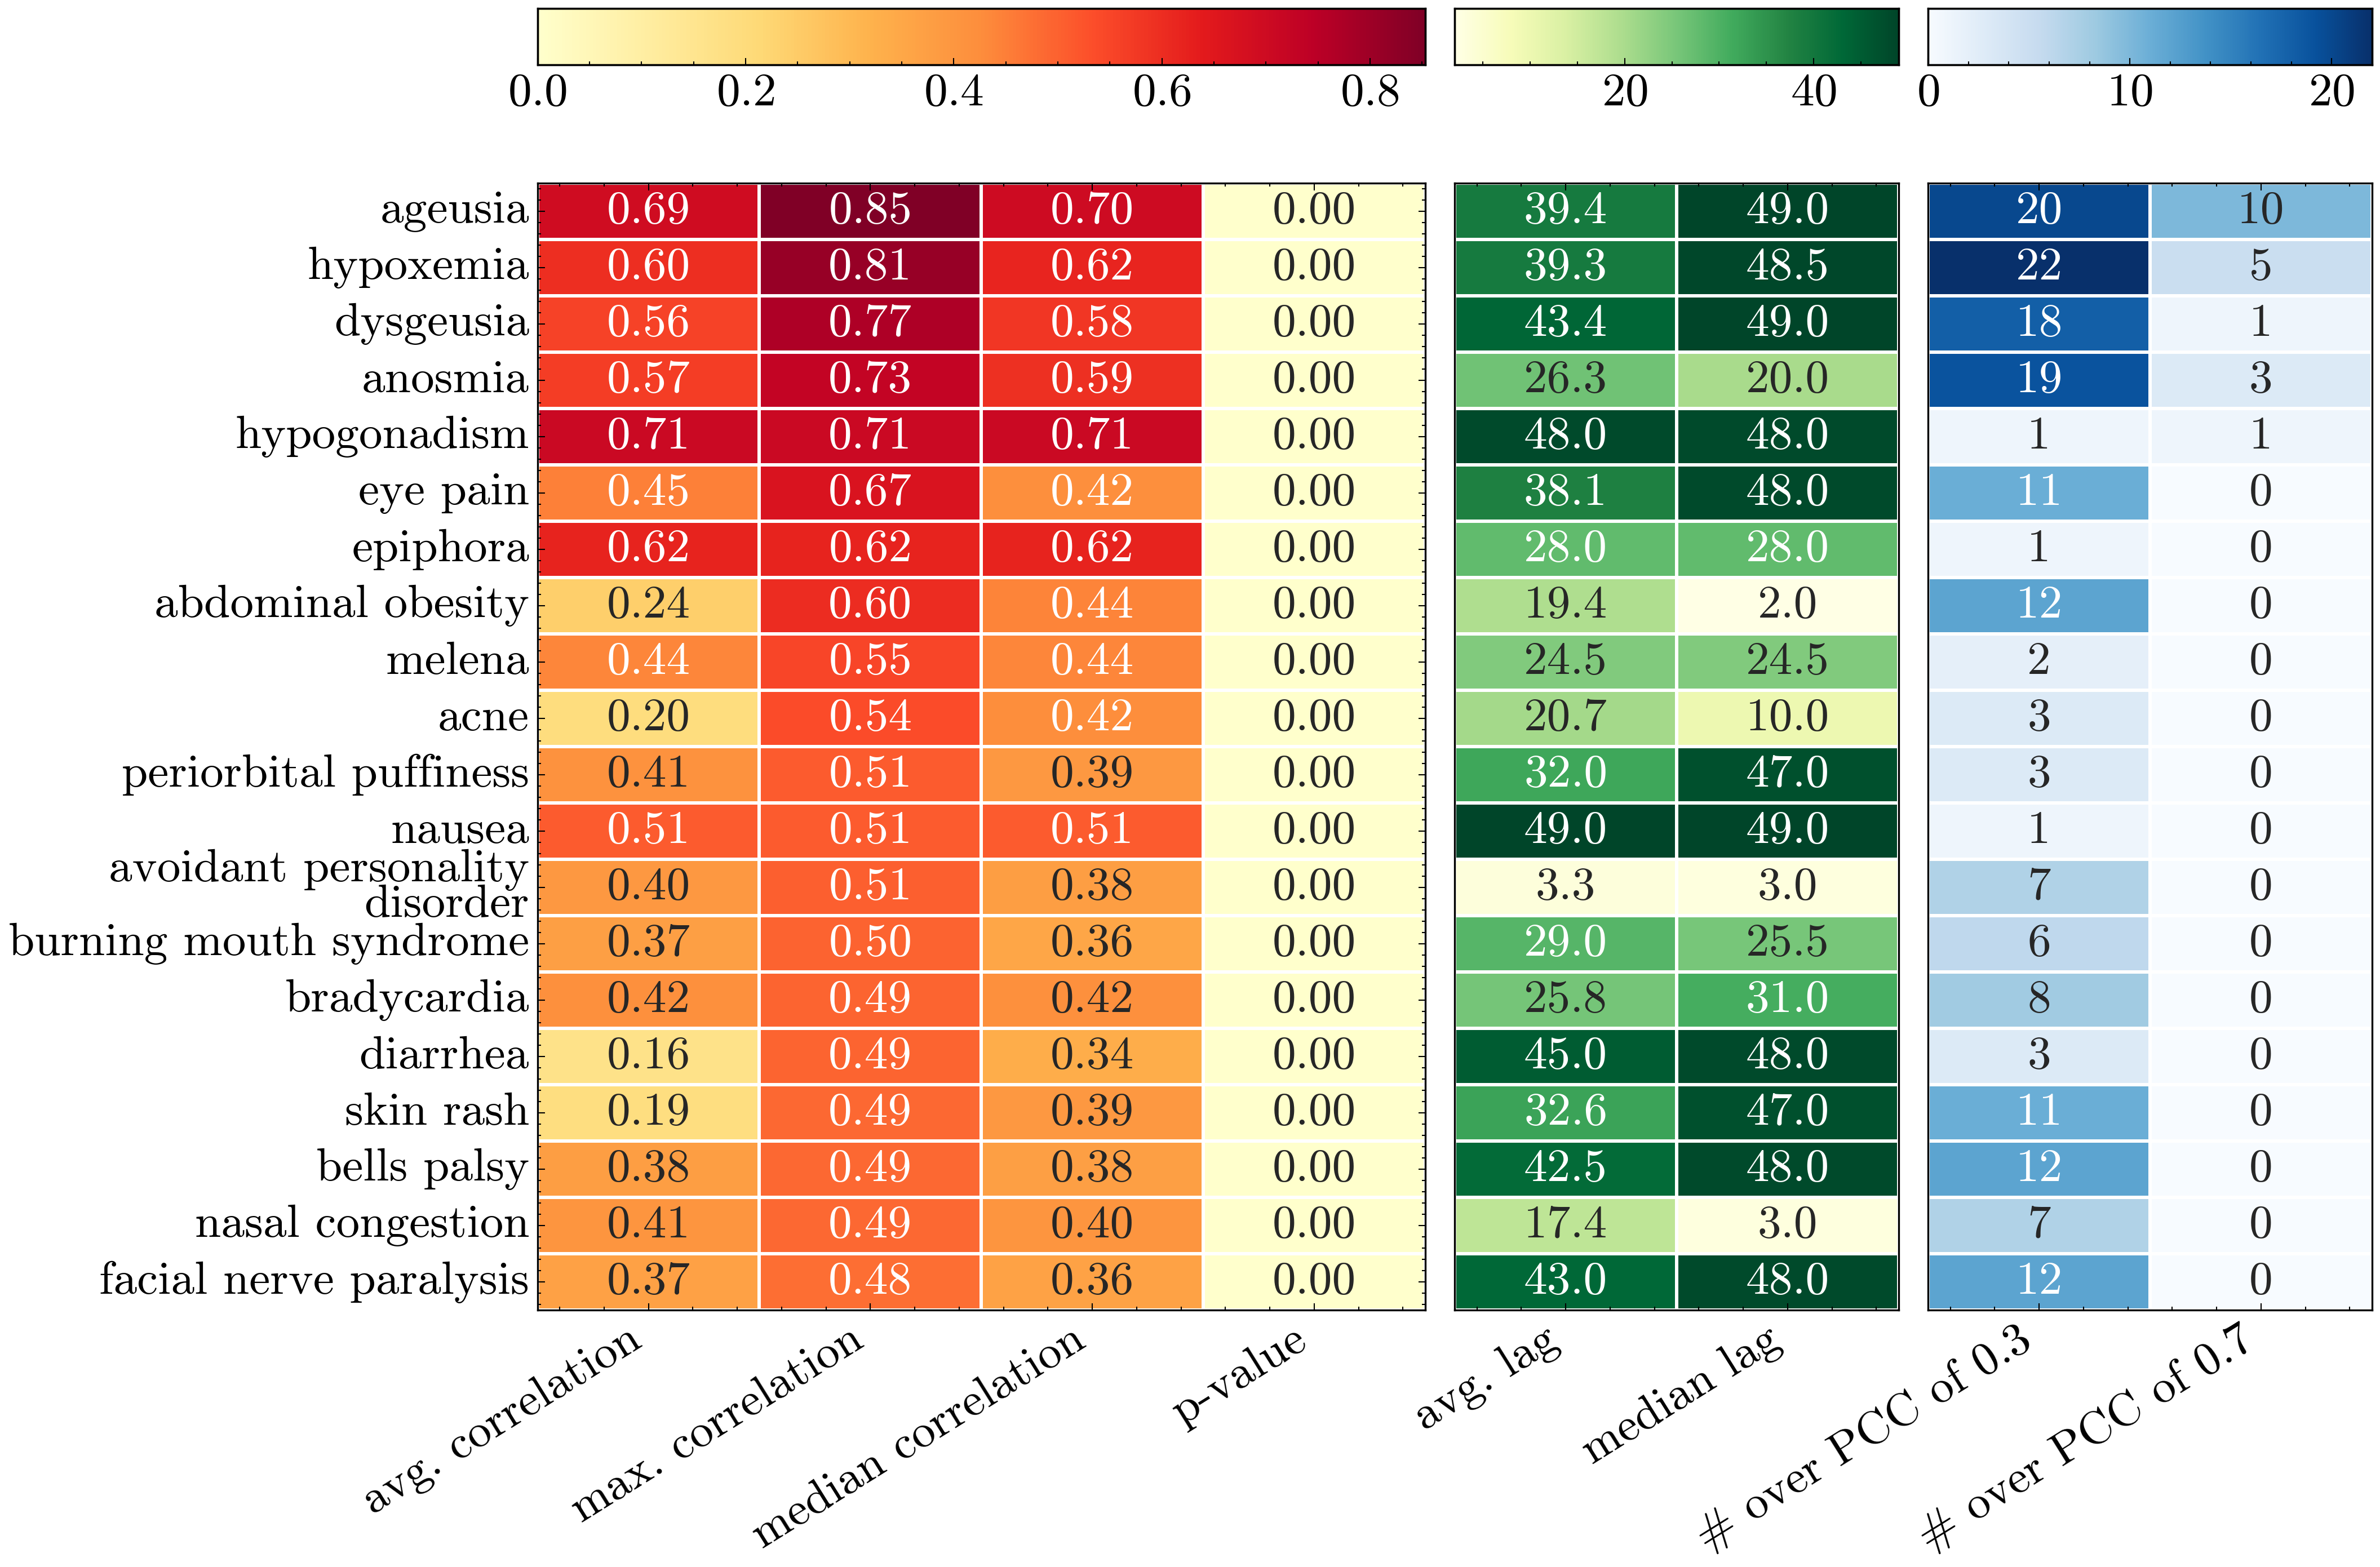 0.0 0.2 0.4 0.6 0.8 20 40 0 10 20
ageusia 0.69 0.85 0.70 0.00 39.4 49.0 20 10
hypoxemia 0.60 0.81 0.62 0.00 39.3 48.5 22 5
dysgeusia 0.56 0.77 0.58 0.00 43.4 49.0 18 1
anosmia 0.57 0.73 0.59 0.00 26.3 20.0 19 3
hypogonadism 0.71 0.71 0.71 0.00 48.0 48.0 1 1
eye pain 0.45 0.67 0.42 0.00 38.1 48.0 11 0
epiphora 0.62 0.62 0.62 0.00 28.0 28.0 1 0
abdominal obesity 0.24 0.60 0.44 0.00 19.4 2.0 12 0
melena 0.44 0.55 0.44 0.00 24.5 24.5 2 0
acne 0.20 0.54 0.42 0.00 20.7 10.0 3 0
periorbital puffiness 0.41 0.51 0.39 0.00 32.0 47.0 3 0
nausea 0.51 0.51 0.51 0.00 49.0 49.0 1 0
avoidant personality
disorder 0.40 0.51 0.38 0.00 3.3 3.0 7 0
burning mouth syndrome 0.37 0.50 0.36 0.00 29.0 25.5 6 0
bradycardia 0.42 0.49 0.42 0.00 25.8 31.0 8 0
diarrhea 0.16 0.49 0.34 0.00 45.0 48.0 3 0
skin rash 0.19 0.49 0.39 0.00 32.6 47.0 11 0
bells palsy 0.38 0.49 0.38 0.00 42.5 48.0 12 0
nasal congestion 0.41 0.49 0.40 0.00 17.4 3.0 7 0
facial nerve paralysis 0.37 0.48 0.36 0.00 43.0 48.0 12 0
avg. correlation
max. correlation
median correlation
p-value
avg. lag
median lag
# over PCC of 0.3
# over PCC of 0.7